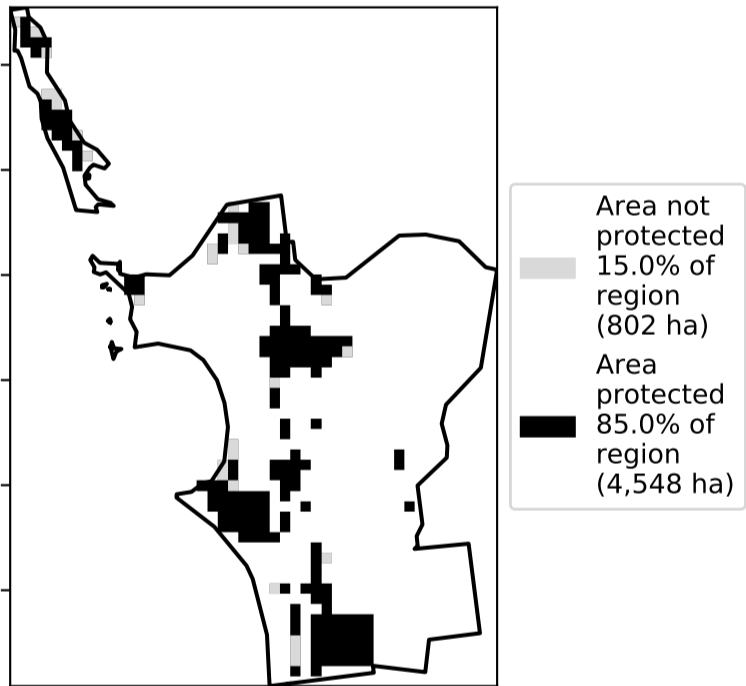 Area not
protected
15.0% of
region
(802 ha)
Area
protected
85.0% of
region
(4,548 ha)